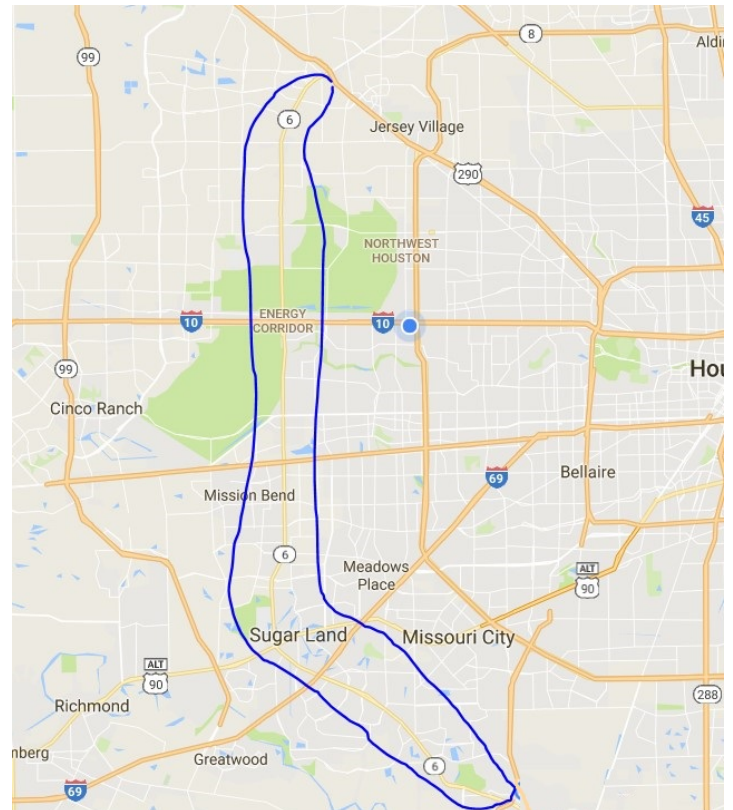 8
99
Aldi
6
Jersey Village
290
45
NORTHWEST
HOUSTON
ENERGY
CORRIDOR
10
10
99
Hou
Cinco Ranch
Bellaire
69
Mission Bend
6
Meadows
Place
ALT
90
Sugar Land
Missouri City
ALT
90
288
Richmond
nberg
Greatwood
6
69